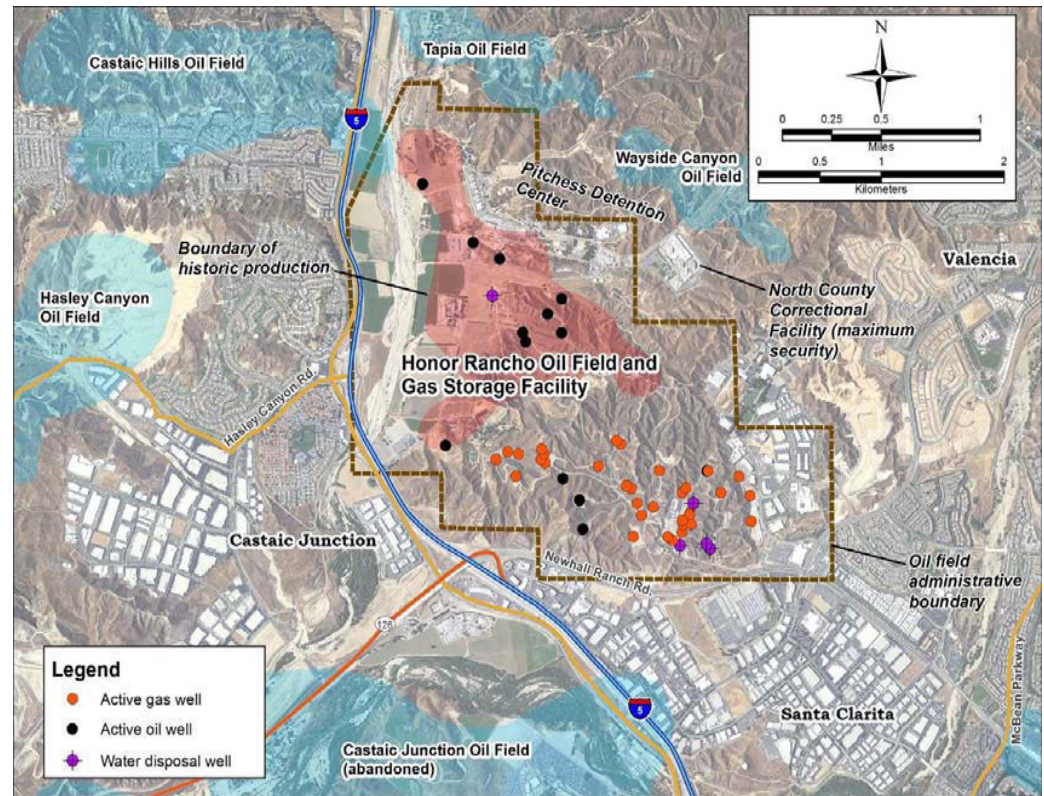 Castaic Hills Oil Field
Tapia Oil Field
N
0
0.25
0.5
1
Miles
0
0.5
1
2
Kilometers
5
Wayside Canyon
Oil Field
Pitchess Detention
Center
Boundary of
historic production
Valencia
Hasley Canyon
Oil Field
North County
Correctional
Facility (maximum
security)
Honor Rancho Oil Field and
Gas Storage Facility
Hasley Canyon Rd.
Castaic Junction
Newhall Ranch Rd.
Oil field
administrative
boundary
126
Legend
Active gas well
Active oil well
Water disposal well
5
Santa Clarita
McBean Parkway
Castaic Junction Oil Field
(abandoned)